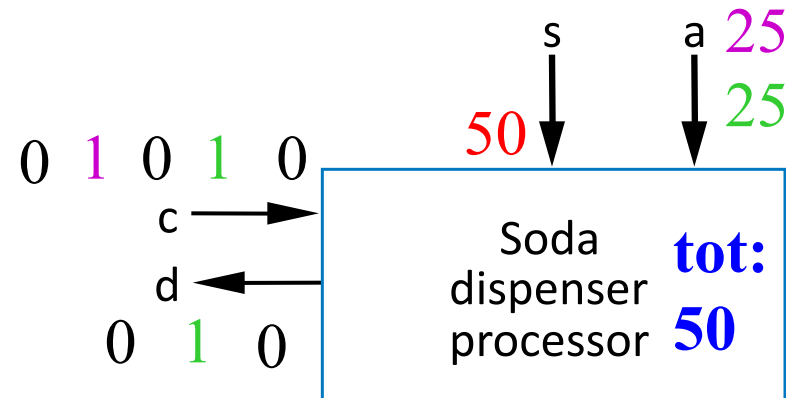 s a 25
25
50
0 1 0 1 0
c
d
0 1 0
Soda
dispenser
processor
tot:
50